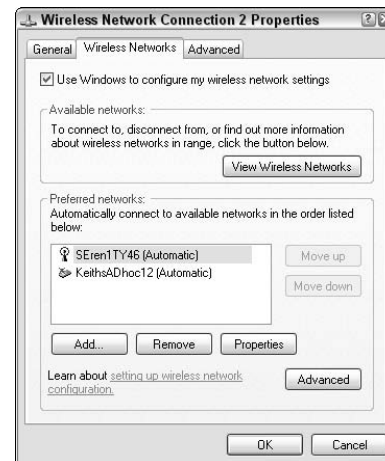 Wireless Network Connection 2 Properties
General Wireless Networks Advanced
Use Windows to configure my wireless network settings
Available networks:
To connect to, disconnect from, or find out more information
about wireless networks in range, click the button below.
View Wireless Networks
Preferred networks:
Automatically connect to available networks in the order listed
below:
SEren1TY46 (Automatic)
KeithsADhoc12 (Automatic)
Move up
Move down
Add... Remove Properties
Learn about setting up wireless network
configuration.
Advanced
OK Cancel